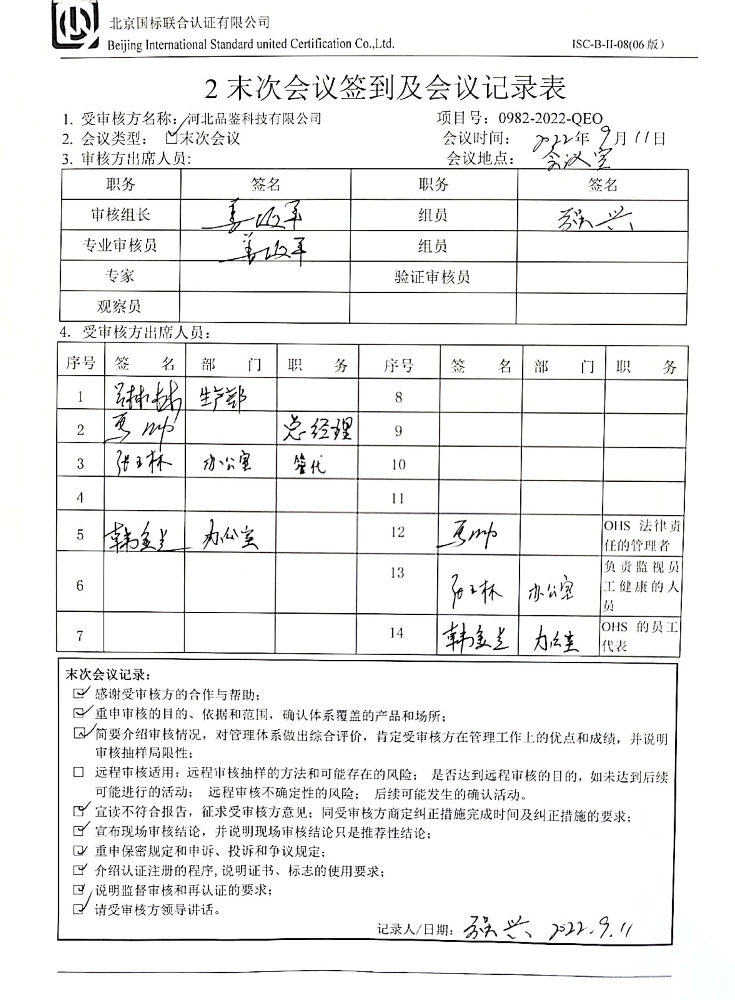 北京国标联合认证有限公司
Beijing International Standard united Certification Co.,Ltd.
ISC-B-II-08(06 版)
2 末次会议签到及会议记录表
1. 受审核方名称：河北品鉴科技有限公司 项目号：0982-2022-QEO
2. 会议类型： 末次会议 会议时间： 2022年 9月 11日
3. 审核方出席人员: 会议地点： 会议室
职务 签名 职务 签名
审核组长 组员
专业审核员 组员
专家 验证审核员
观察员
4. 受审核方出席人员：
序号 签 名 部 门 职 务 序号 签 名 部 门 职 务
1 生产部 8
2 总经理 9
3 张玉林 办公室 管代 10
4 11
5 办公室 12 OHS 法律责
任的管理者
6 13 张玉林 办公室 负责监视员
工健康的人
员
7 14 办公室 OHS 的员工
代表
末次会议记录：
☑ 感谢受审核方的合作与帮助；
☑ 重申审核的目的、依据和范围，确认体系覆盖的产品和场所；
☑ 简要介绍审核情况，对管理体系做出综合评价，肯定受审核方在管理工作上的优点和成绩，并说明
审核抽样局限性；
□ 远程审核适用：远程审核抽样的方法和可能存在的风险； 是否达到远程审核的目的，如未达到后续
可能进行的活动； 远程审核不确定性的风险； 后续可能发生的确认活动。
☑ 宣读不符合报告，征求受审核方意见；同受审核方商定纠正措施完成时间及纠正措施的要求；
☑ 宣布现场审核结论，并说明现场审核结论只是推荐性结论；
☑ 重申保密规定和申诉、投诉和争议规定；
☑ 介绍认证注册的程序,说明证书、标志的使用要求；
☑ 说明监督审核和再认证的要求；
☑ 请受审核方领导讲话。
记录人/日期： 2022.9.11